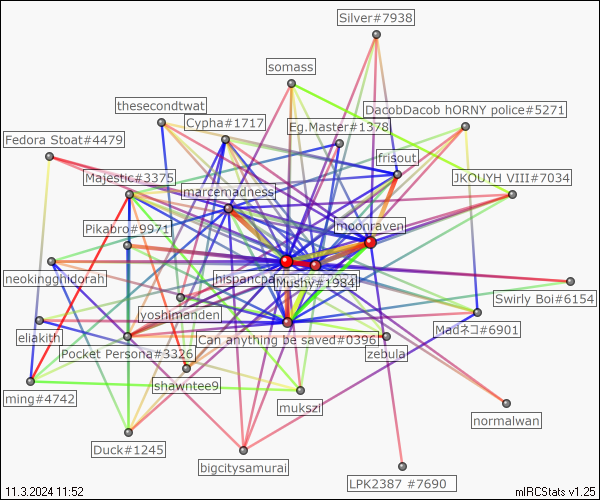 Silver#7938
somass
thesecondtwat
DacobDacob hORNY police#5271
Cypha#1717
Eg.Master#1378
Fedora Stoat#4479
frisout
Majestic#3375
JKOUYH VIII#7034
marcemadness
moonraven
Pikabro#9971
neokingghidorah
hispancpa
Mushy#1984
Swirly Boi#6154
yoshimanden
eliakith
Madネコ#6901
Can anything be saved#0396
Pocket Persona#3326
zebula
shawntee9
ming#4742
mukszi
normalwan
Duck#1245
bigcitysamurai
LPK2387 #7690
11.3.2024 11:52
mIRCStats v1.25